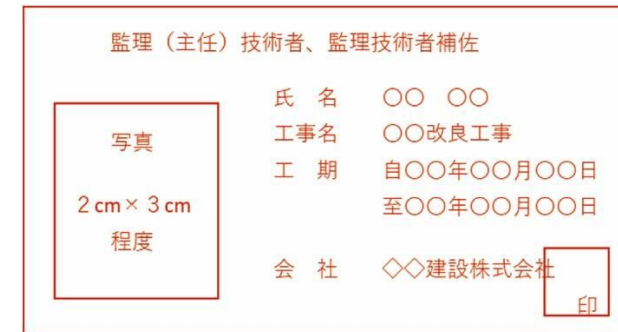 監理（主任）技術者、監理技術者補佐
写真
2cm×3cm
程度
氏　名　〇〇　〇〇
工事名　〇〇改良工事
工　期　自〇〇年〇〇月〇〇日
至〇〇年〇〇月〇〇日
会　社　◇◇建設株式会社
印